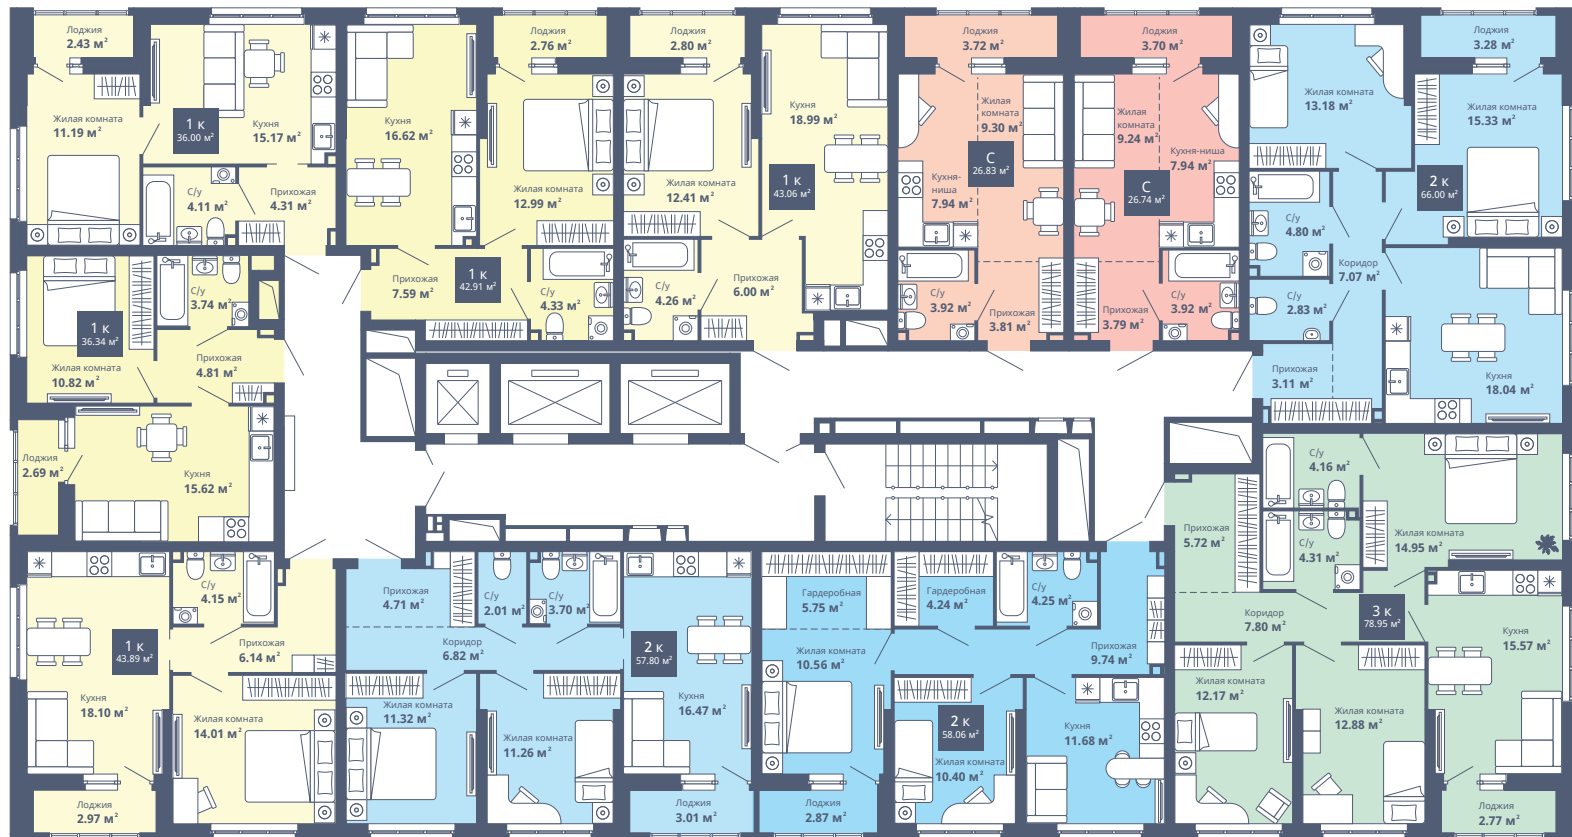 Лоджия
2.43 м²
Жилая комната
11.19 м²
1 к
36.00 м²
Кухня
15.17 м²
С/у
4.11 м²
Прихожая
4.31 м²
Кухня
16.62 м²
Лоджия
2.76 м²
Жилая комната
12.99 м²
Прихожая
7.59 м²
1 к
42.91 м²
С/у
4.33 м²
Лоджия
2.80 м²
Жилая комната
12.41 м²
Кухня
18.99 м²
1 к
43.06 м²
С/у
4.26 м²
Прихожая
6.00 м²
Лоджия
3.72 м²
Жилая
комната
9.30 м²
С
26.83 м²
Кухня-
ниша
7.94 м²
С/у
3.92 м²
Прихожая
3.81 м²
Лоджия
3.70 м²
Жилая
комната
9.24 м²
Кухня-ниша
7.94 м²
С
26.74 м²
С/у
3.92 м²
Прихожая
3.79 м²
Жилая комната
13.18 м²
Лоджия
3.28 м²
Жилая комната
15.33 м²
2 к
66.00 м²
С/у
4.80 м²
Коридор
7.07 м²
С/у
2.83 м²
Прихожая
3.11 м²
Кухня
18.04 м²
1 к
36.34 м²
С/у
3.74 м²
Жилая комната
10.82 м²
Прихожая
4.81 м²
Лоджия
2.69 м²
Кухня
15.62 м²
С/у
4.15 м²
1 к
43.89 м²
Прихожая
6.14 м²
Кухня
18.10 м²
Жилая комната
14.01 м²
Лоджия
2.97 м²
Прихожая
4.71 м²
С/у
2.01 м²
С/у
3.70 м²
Коридор
6.82 м²
2 к
57.80 м²
Жилая комната
11.32 м²
Жилая комната
11.26 м²
Кухня
16.47 м²
Лоджия
3.01 м²
Гардеробная
5.75 м²
Гардеробная
4.24 м²
С/у
4.25 м²
Жилая комната
10.56 м²
Прихожая
9.74 м²
2 к
58.06 м²
Жилая комната
10.40 м²
Кухня
11.68 м²
Лоджия
2.87 м²
С/у
4.16 м²
Прихожая
5.72 м²
С/у
4.31 м²
Жилая комната
14.95 м²
Коридор
7.80 м²
3 к
78.95 м²
Кухня
15.57 м²
Жилая комната
12.17 м²
Жилая комната
12.88 м²
Лоджия
2.77 м²